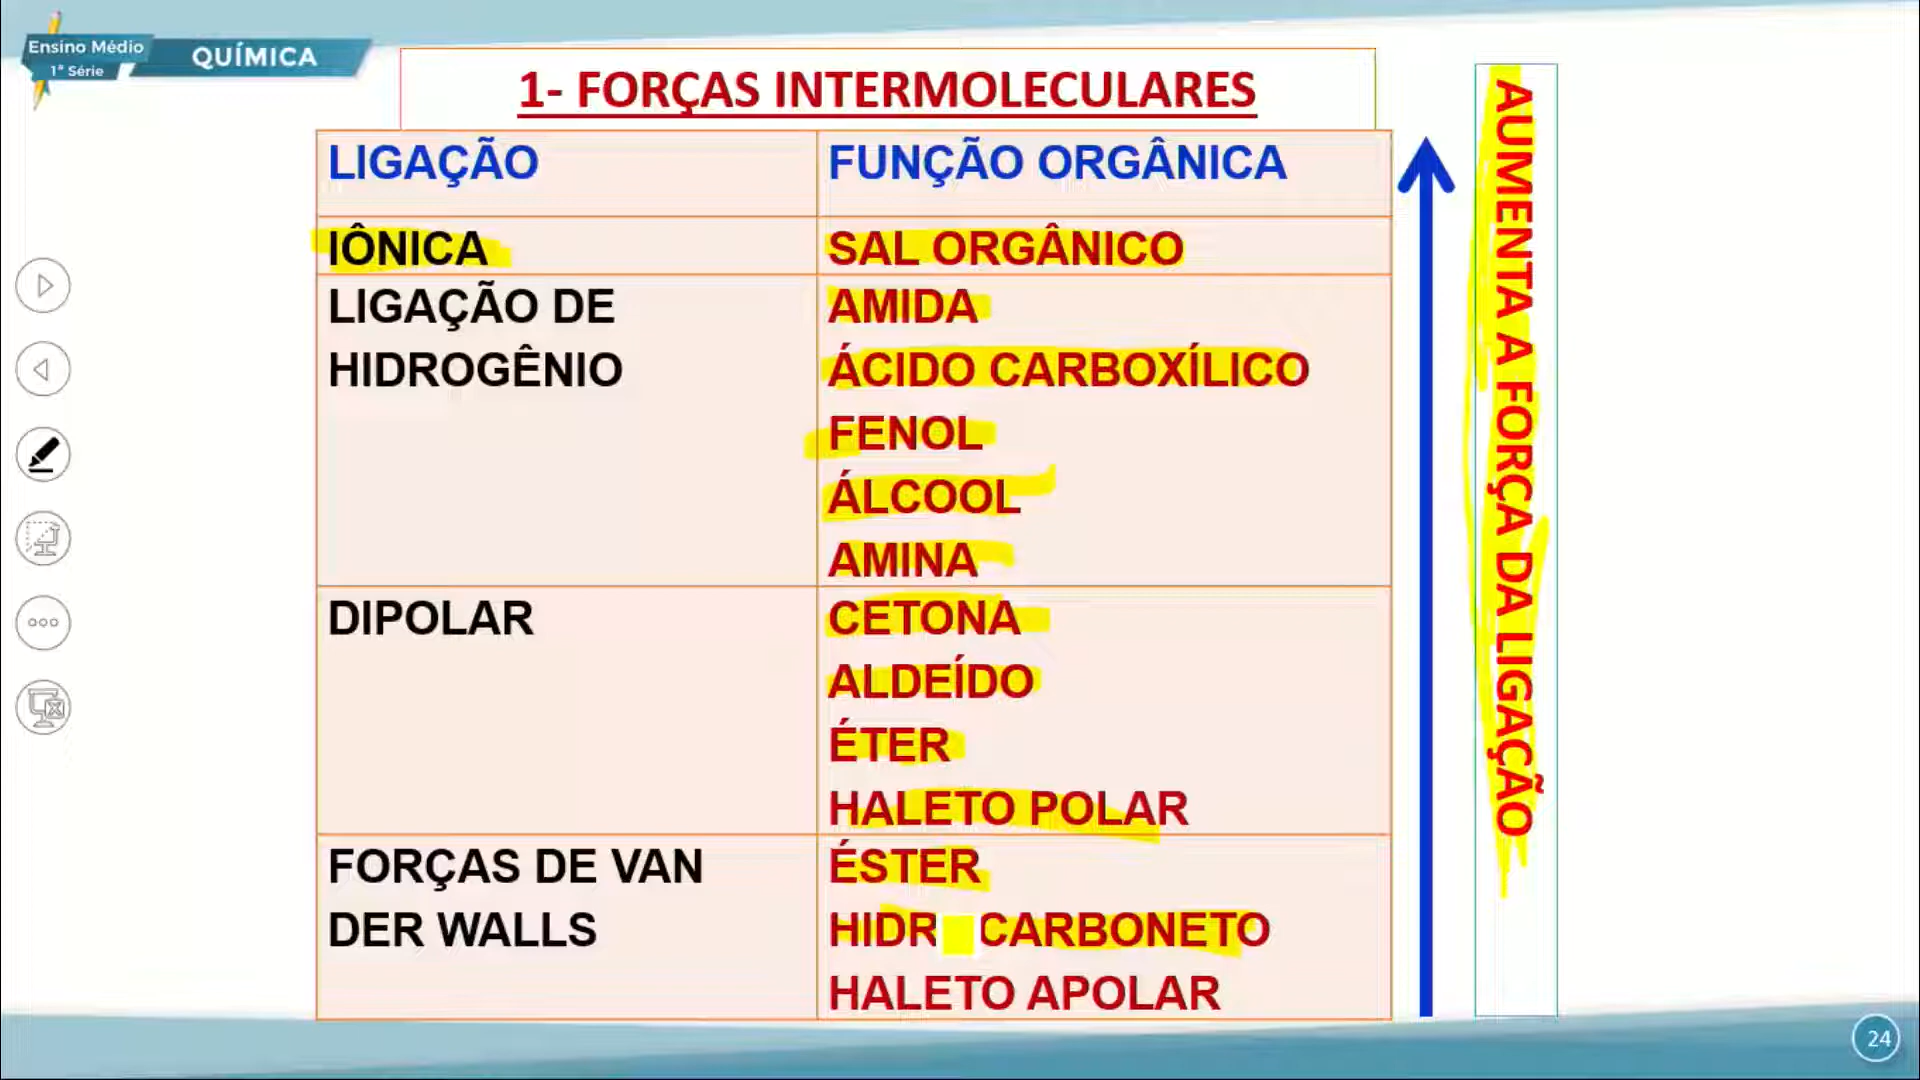 Ensino Médio
1ª Série
QUÍMICA
1- FORÇAS INTERMOLECULARES
LIGAÇÃO
FUNÇÃO ORGÂNICA
IÔNICA
SAL ORGÂNICO
LIGAÇÃO DE
HIDROGÊNIO
AMIDA
ÁCIDO CARBOXÍLICO
FENOL
ÁLCOOL
AMINA
DIPOLAR
CETONA
ALDEÍDO
ÉTER
HALETO POLAR
FORÇAS DE VAN
DER WALLS
ÉSTER
HIDR CARBONETO
HALETO APOLAR
AUMENTA A FORÇA DA LIGAÇÃO
24